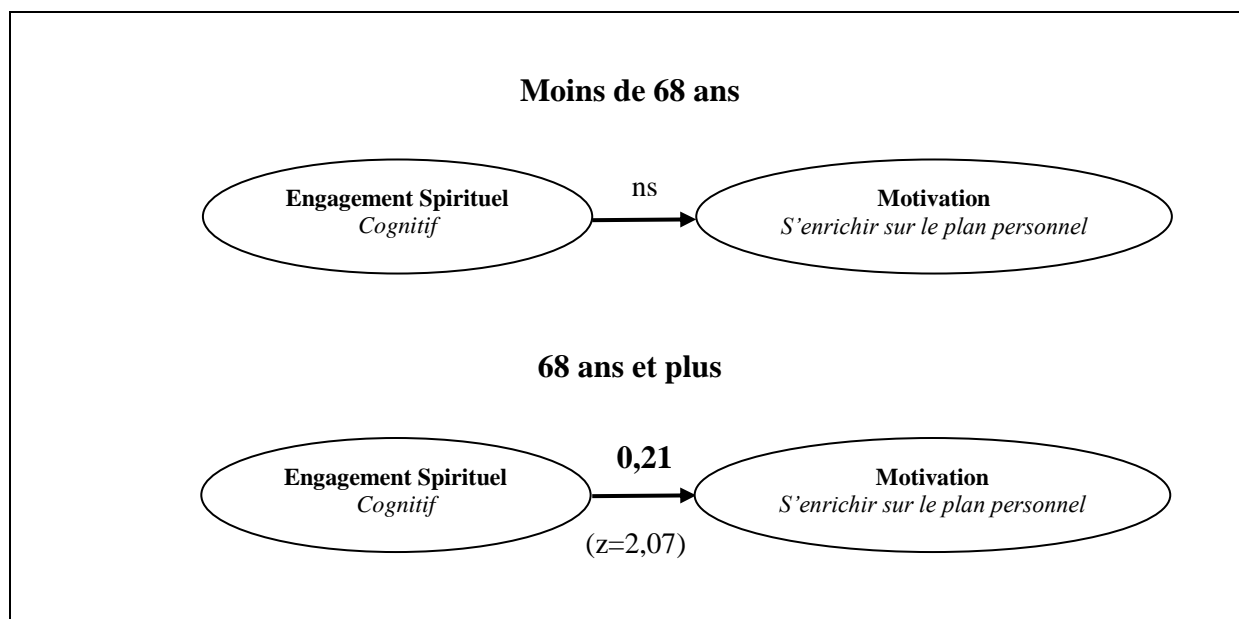 Moins de 68 ans
ns
Engagement Spirituel
Cognitif
Motivation
S'enrichir sur le plan personnel
68 ans et plus
0,21
Engagement Spirituel
Cognitif
Motivation
S'enrichir sur le plan personnel
(z=2,07)